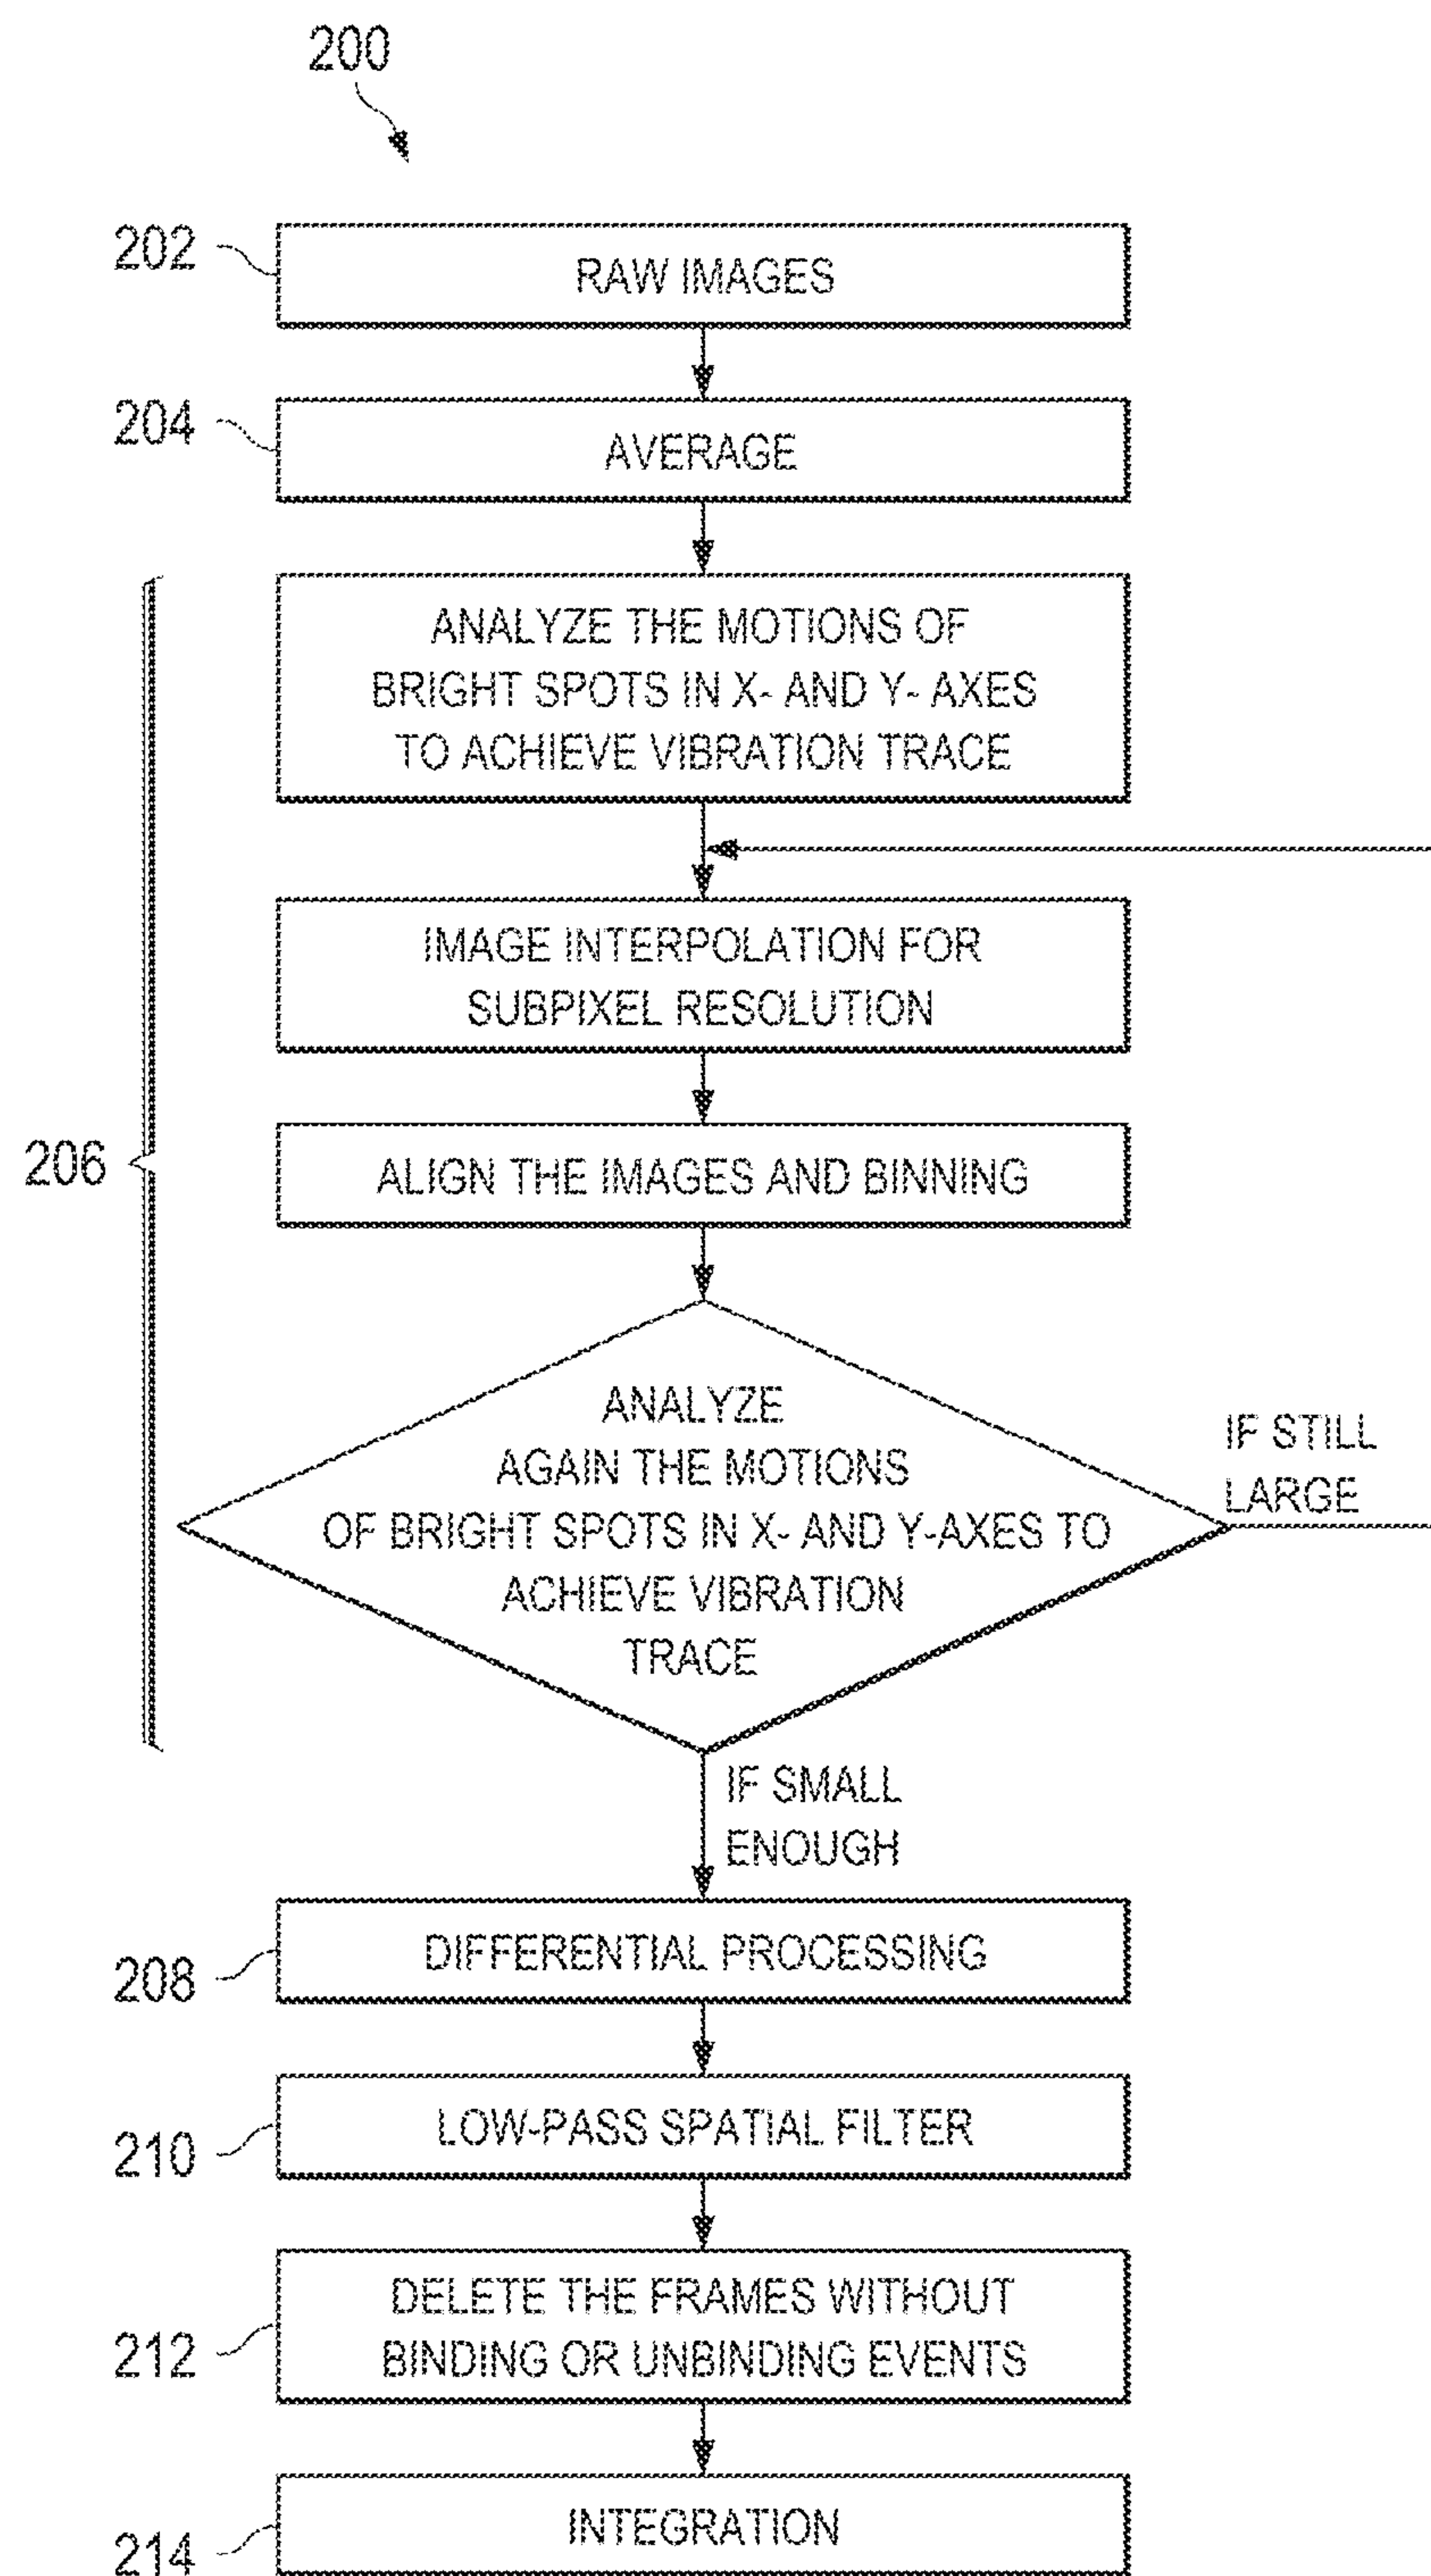 200
202
RAW IMAGES
204
AVERAGE
206
ANALYZE THE MOTIONS OF
BRIGHT SPOTS IN X- AND Y- AXES
TO ACHIEVE VIBRATION TRACE
IMAGE INTERPOLATION FOR
SUBPIXEL RESOLUTION
ALIGN THE IMAGES AND BINNING
ANALYZE
AGAIN THE MOTIONS
OF BRIGHT SPOTS IN X- AND Y-AXES TO
ACHIEVE VIBRATION
TRACE
IF STILL
LARGE
IF SMALL
ENOUGH
208
DIFFERENTIAL PROCESSING
210
LOW-PASS SPATIAL FILTER
212
DELETE THE FRAMES WITHOUT
BINDING OR UNBINDING EVENTS
214
INTEGRATION